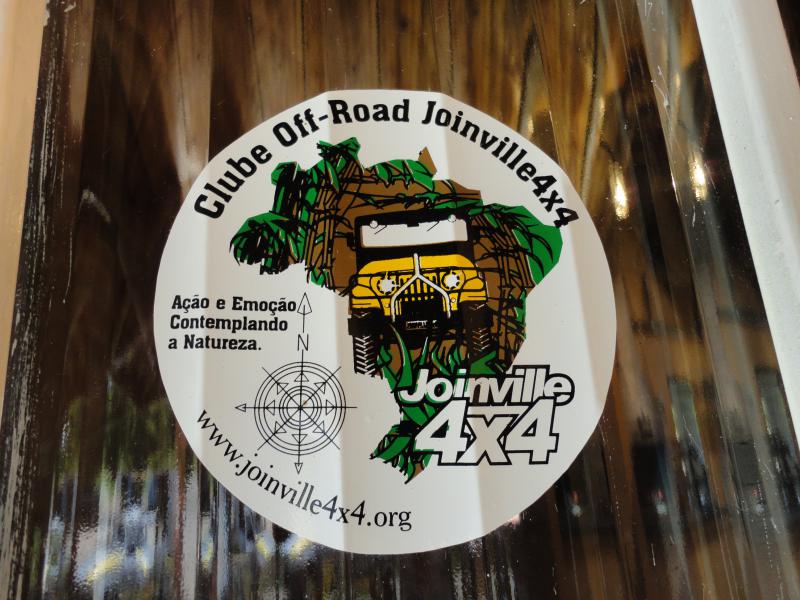 Clube Off-Road Joinville4x4
Ação e Emoção
Contemplando
a Natureza.
N
Joinville
4x4
www.joinville4x4.org